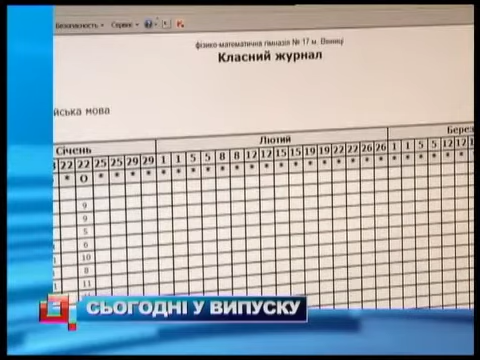 Безопасность Сервис
фізико-математична гімназія № 17 м. Вінниці
Класний журнал
йська мова
Січень Лютий Берез
22 22 25 25 29 29 1 1 5 5 8 8 12 12 15 15 19 19 22 22 26 26 1 1 5 5 12 12
* О * * * * * * * * * * * * * * * * * * * * * * * * * *
9
9
5
6
10
8
11
СЬОГОДНІ У ВИПУСКУ